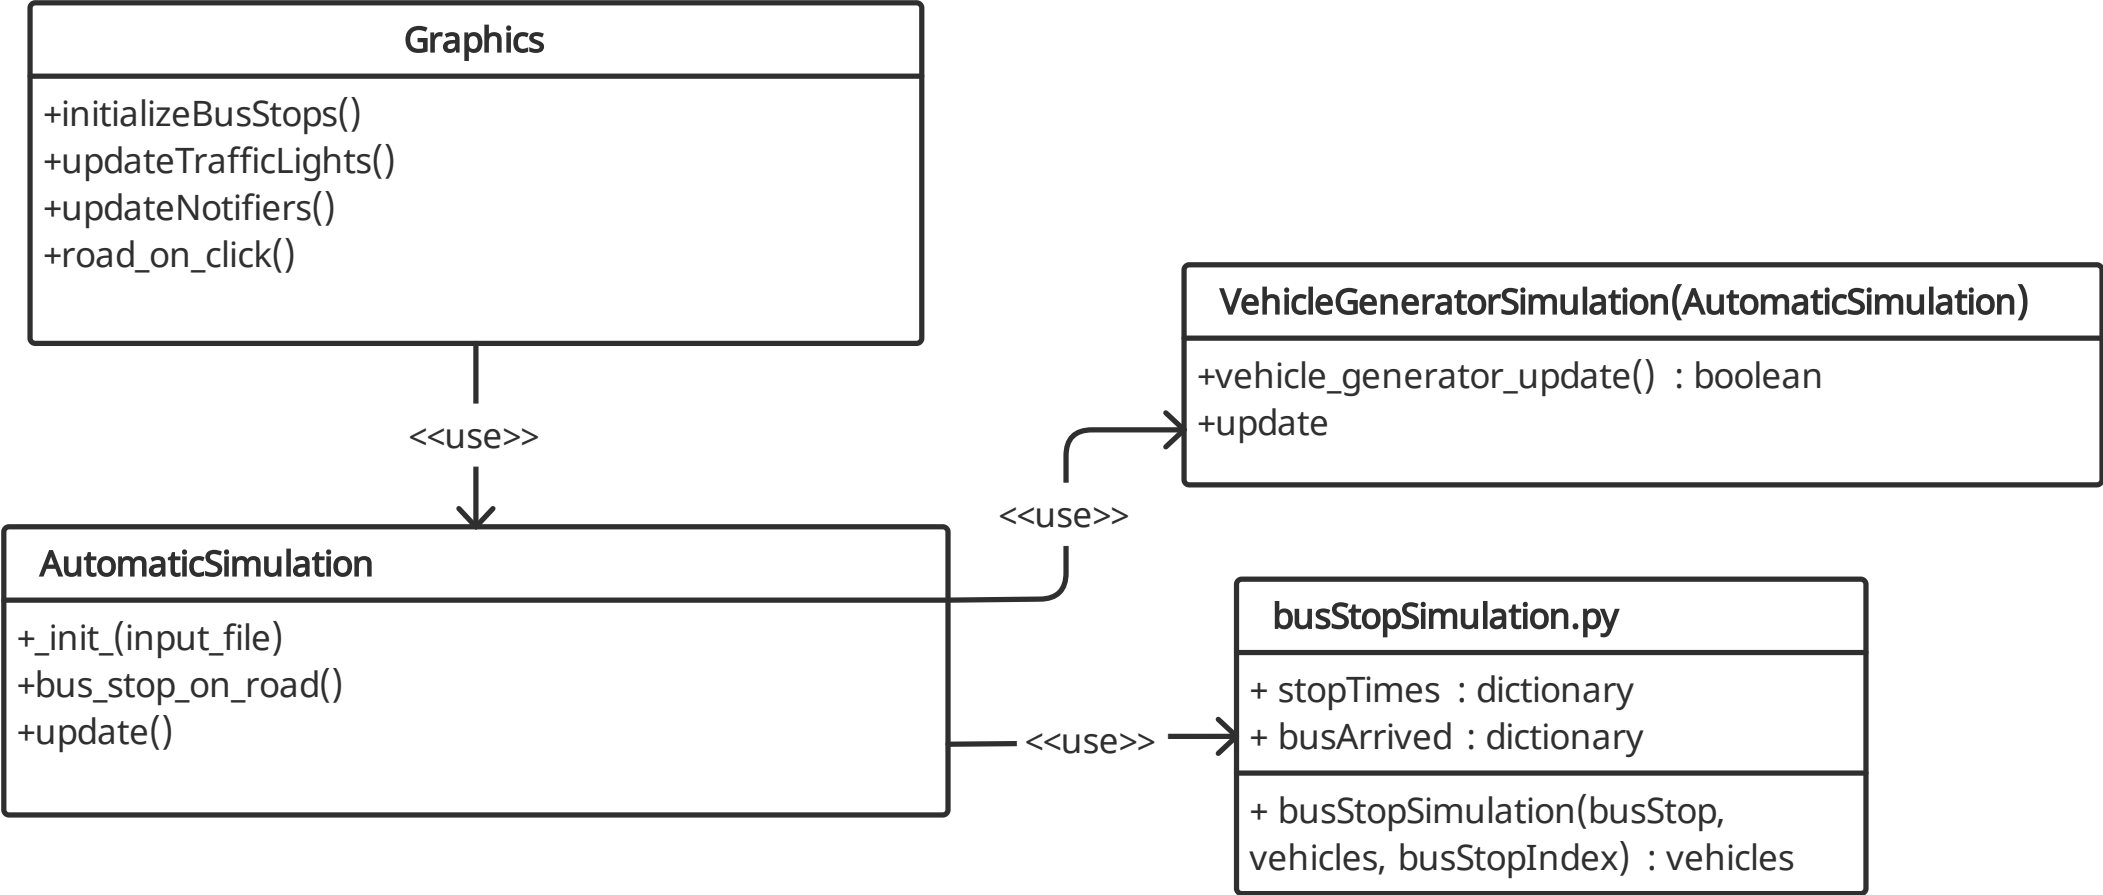 Graphics
+initializeBusStops()
+updateTrafficLights()
+updateNotifiers()
+road_on_click()
<<use>>
VehicleGeneratorSimulation(AutomaticSimulation)
+vehicle_generator_update() : boolean
+update
<<use>>
AutomaticSimulation
+_init_(input_file)
+bus_stop_on_road()
+update()
<<use>>
busStopSimulation.py
+ stopTimes : dictionary
+ busArrived : dictionary
+ busStopSimulation(busStop,
vehicles, busStopIndex) : vehicles